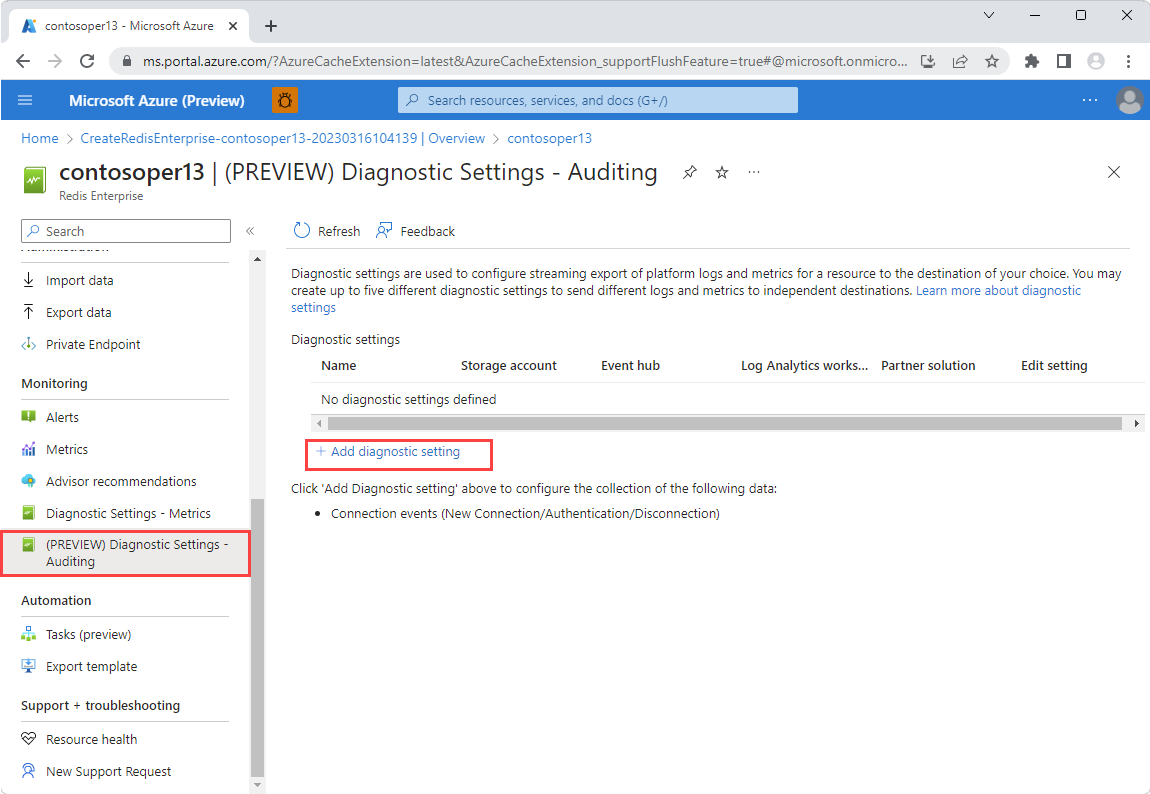 contosoper13 - Microsoft Azure
ms.portal.azure.com/?AzureCacheExtension=latest&AzureCacheExtension_supportFlushFeature=true#@microsoft.onmicro...
Microsoft Azure (Preview)
Search resources, services, and docs (G+/)
Home > CreateRedisEnterprise-contosoper13-20230316104139 | Overview > contosoper13
contosoper13 | (PREVIEW) Diagnostic Settings - Auditing
Redis Enterprise
Search
Administration
Import data
Export data
Private Endpoint
Monitoring
Alerts
Metrics
Advisor recommendations
Diagnostic Settings - Metrics
(PREVIEW) Diagnostic Settings -
Auditing
Automation
Tasks (preview)
Export template
Support + troubleshooting
Resource health
New Support Request
Refresh Feedback
Diagnostic settings are used to configure streaming export of platform logs and metrics for a resource to the destination of your choice. You may
create up to five different diagnostic settings to send different logs and metrics to independent destinations. Learn more about diagnostic
settings
Diagnostic settings
Name Storage account Event hub Log Analytics works... Partner solution Edit setting
No diagnostic settings defined
+ Add diagnostic setting
Click 'Add Diagnostic setting' above to configure the collection of the following data:
• Connection events (New Connection/Authentication/Disconnection)